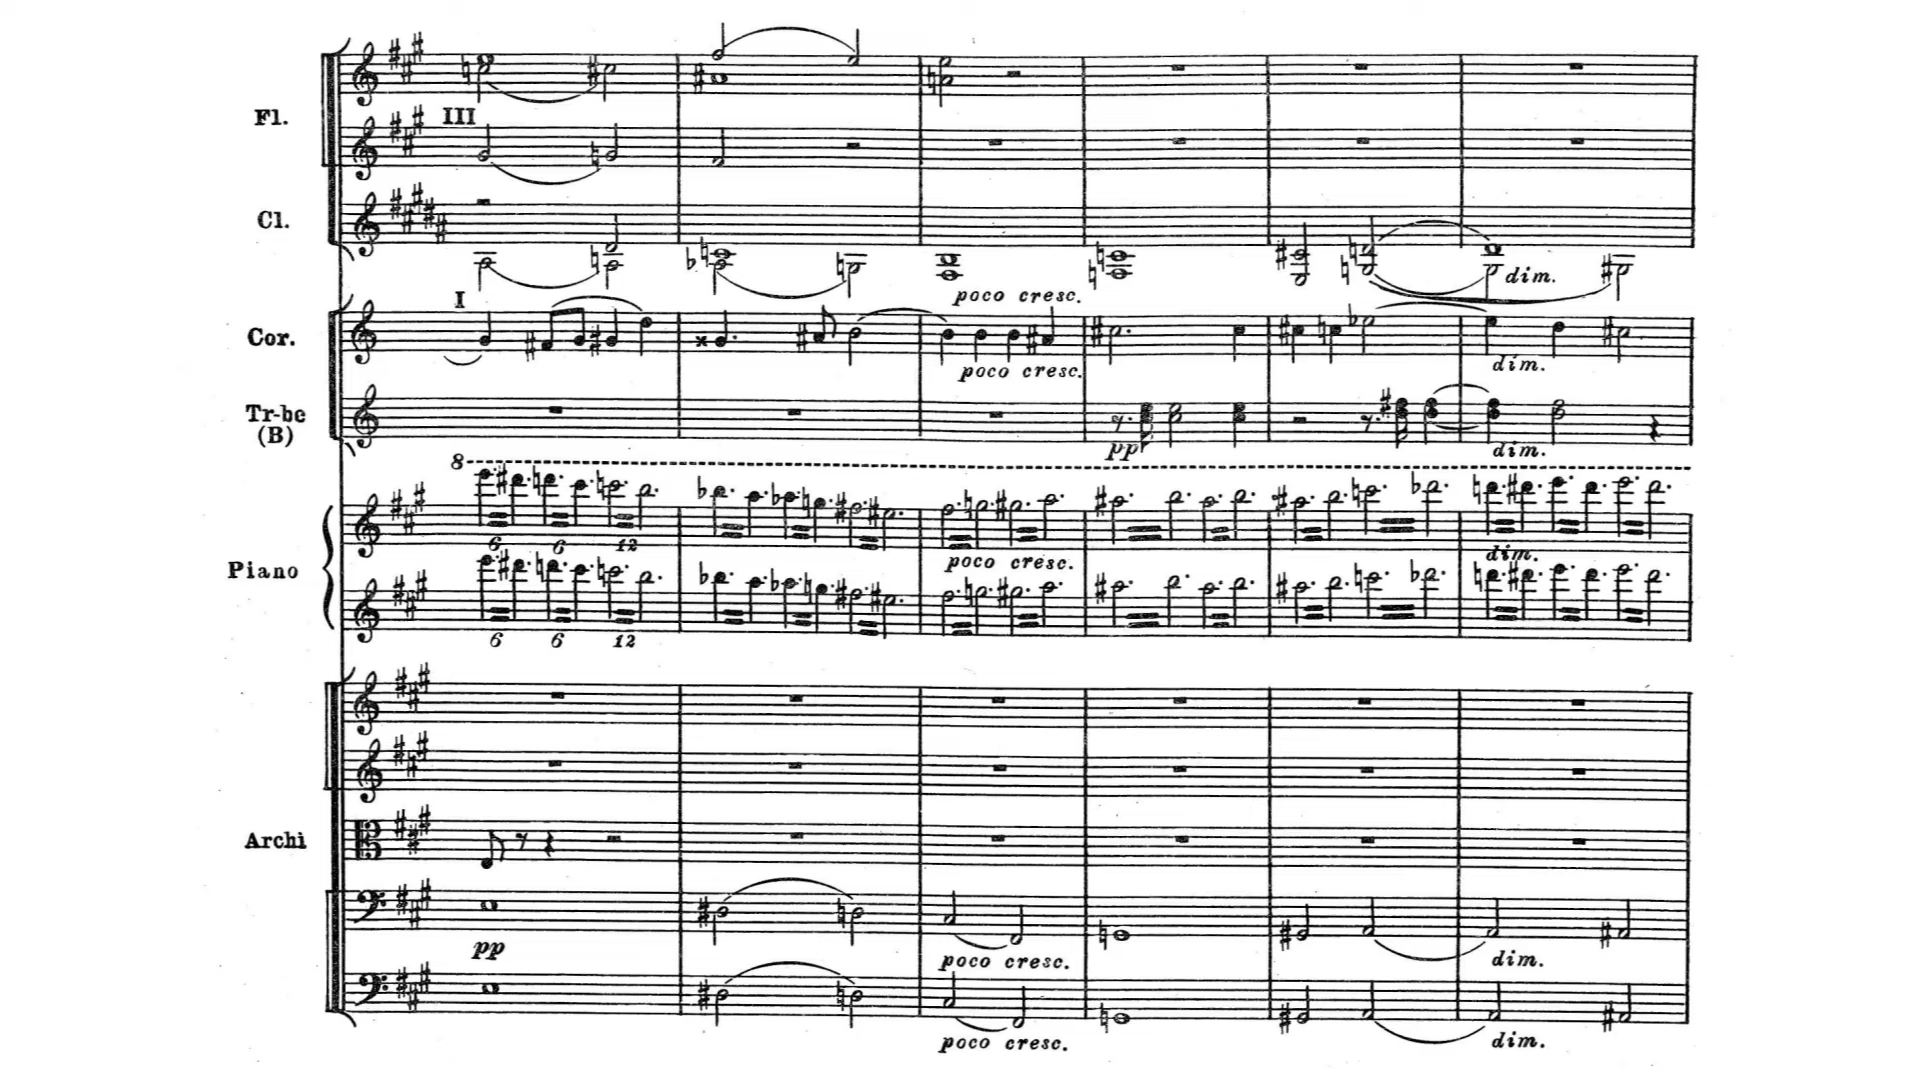 Fl.
III
Cl.
poco cresc.
dim.
I
Cor.
poco cresc.
dim.
Tr-be
(B)
pp
dim.
8
6 6 12
poco cresc.
dim.
Piano
6 6 12
Archi
pp
poco cresc.
dim.
poco cresc.
dim.